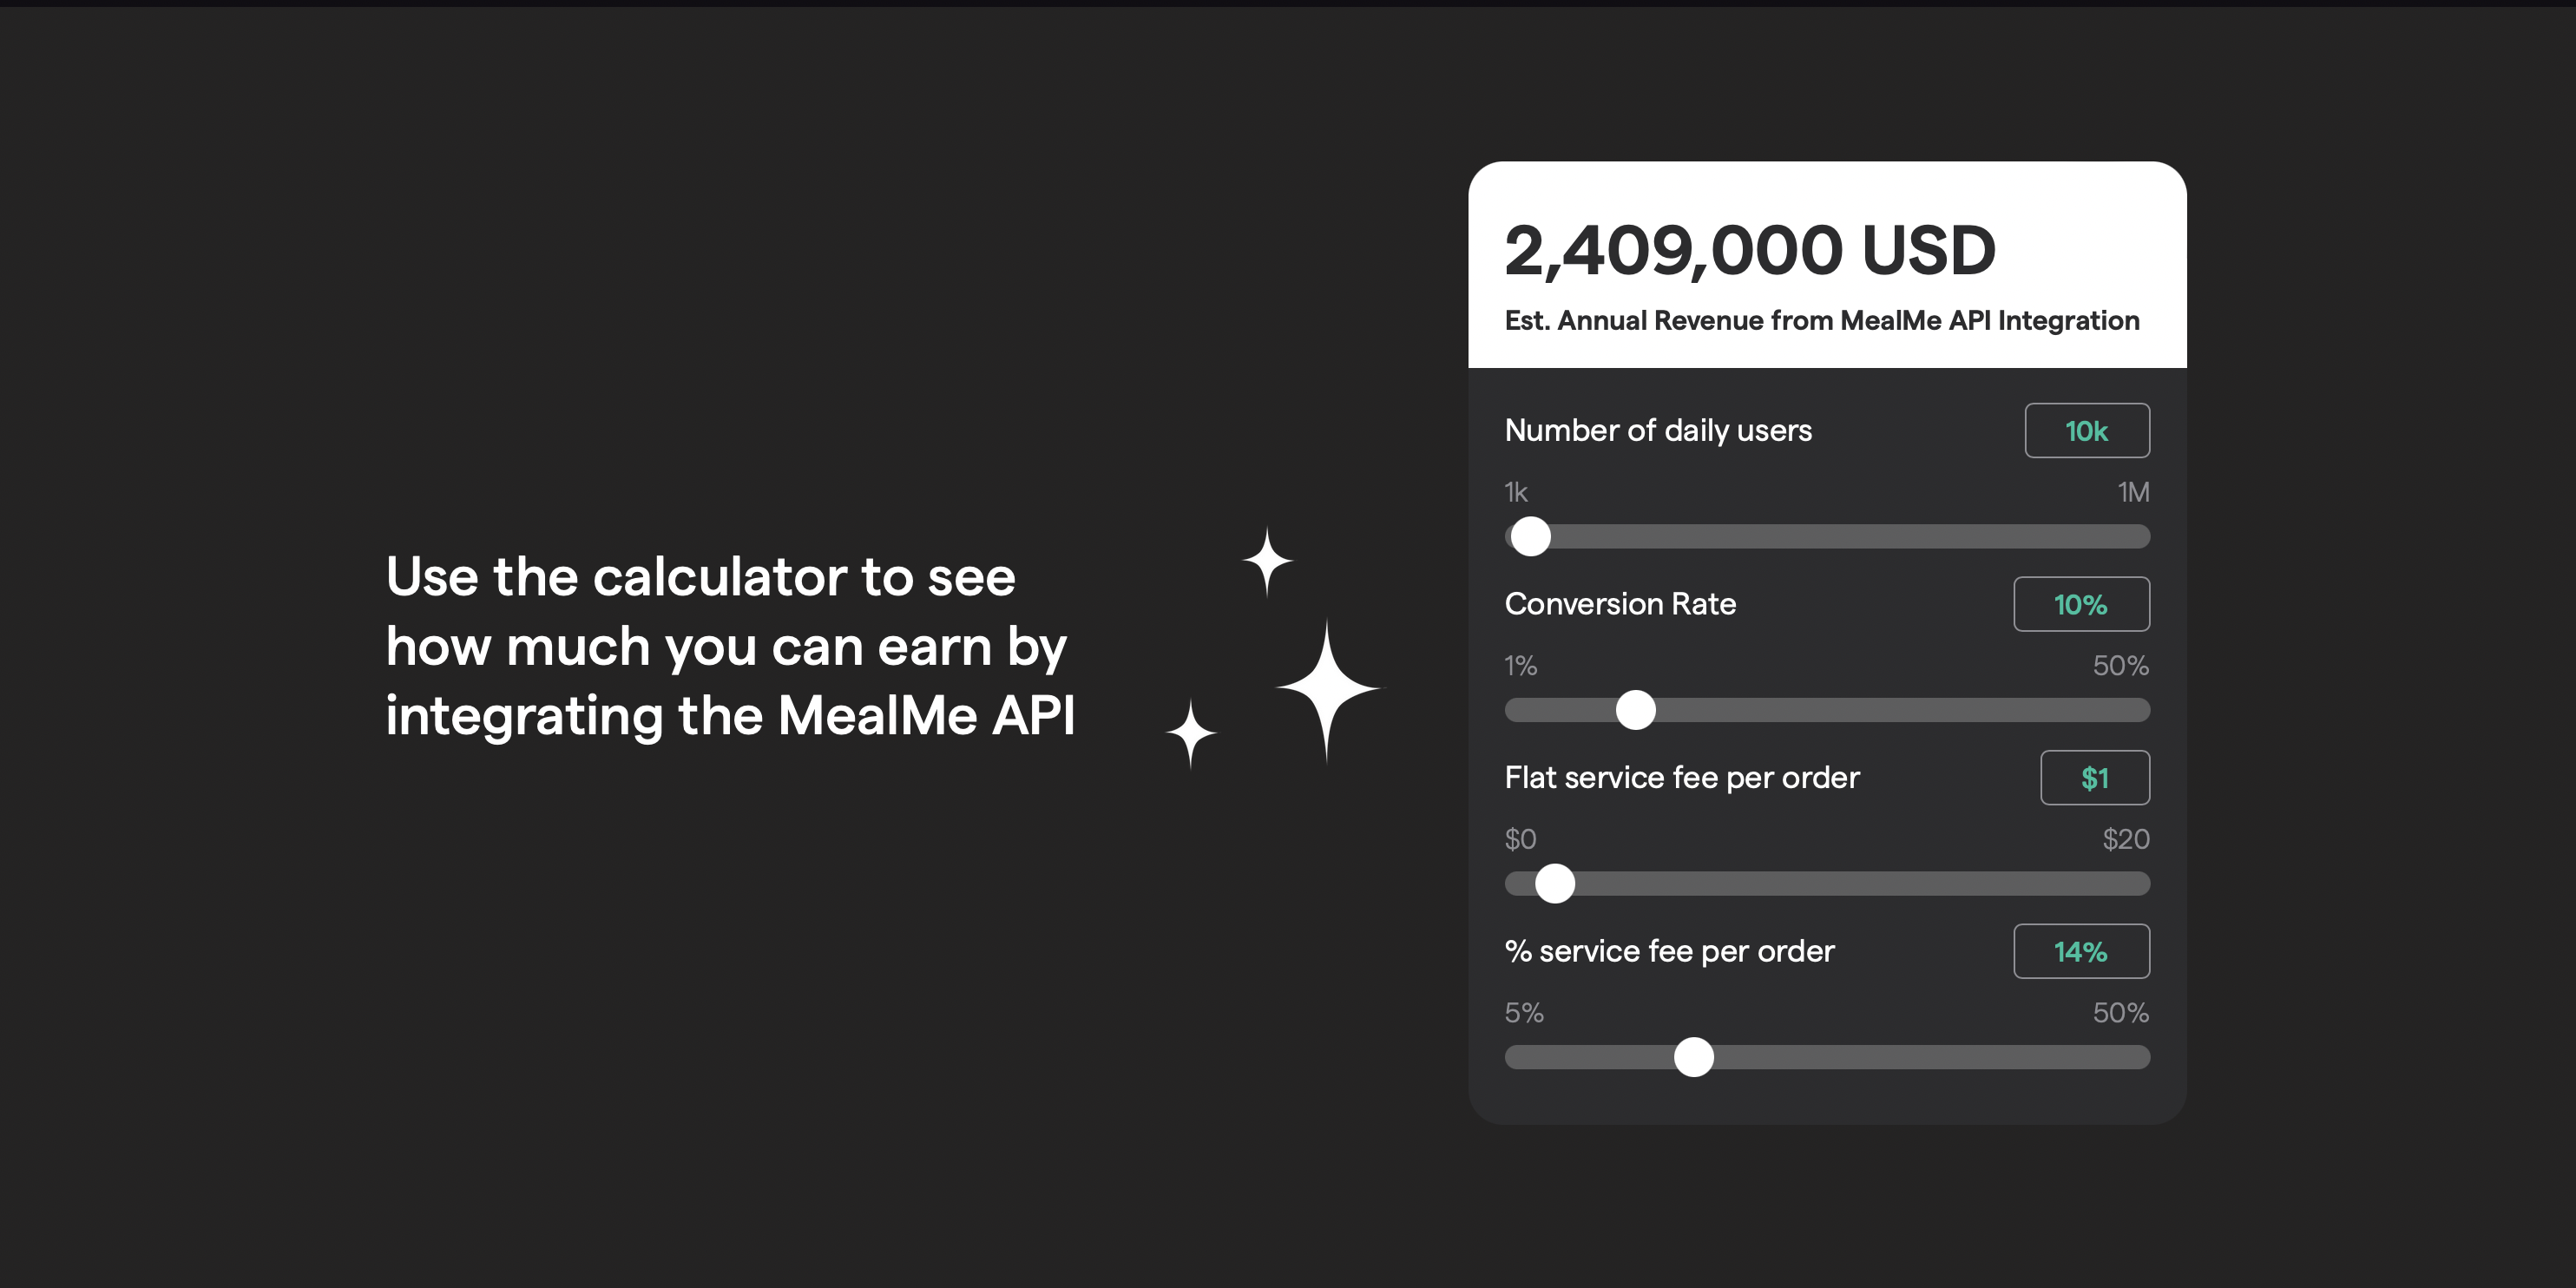 Use the calculator to see
how much you can earn by
integrating the MealMe API
2,409,000 USD
Est. Annual Revenue from MealMe API Integration
Number of daily users 10k
1k 1M
Conversion Rate 10%
1% 50%
Flat service fee per order $1
$0 $20
% service fee per order 14%
5% 50%